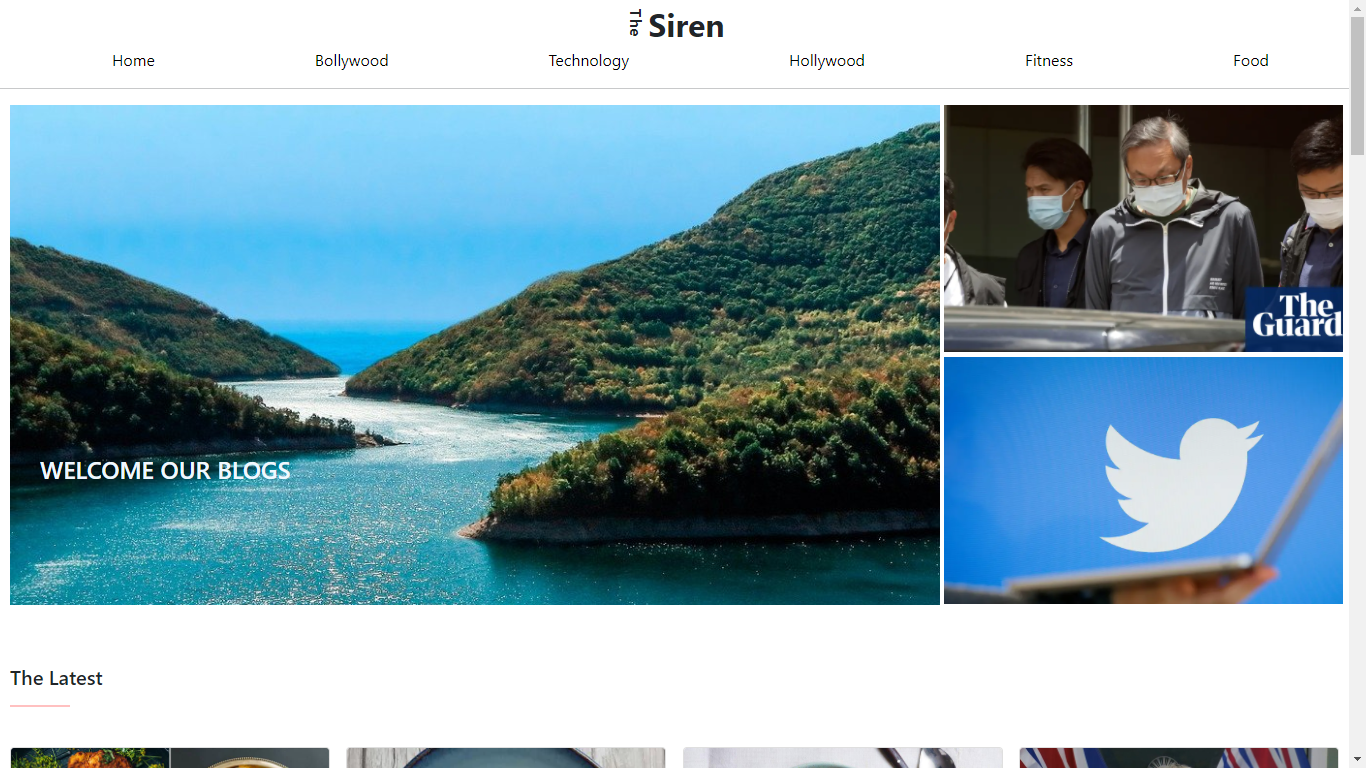 The Siren
Home Bollywood Technology Hollywood Fitness Food
The
Guard
WELCOME OUR BLOGS
The Latest